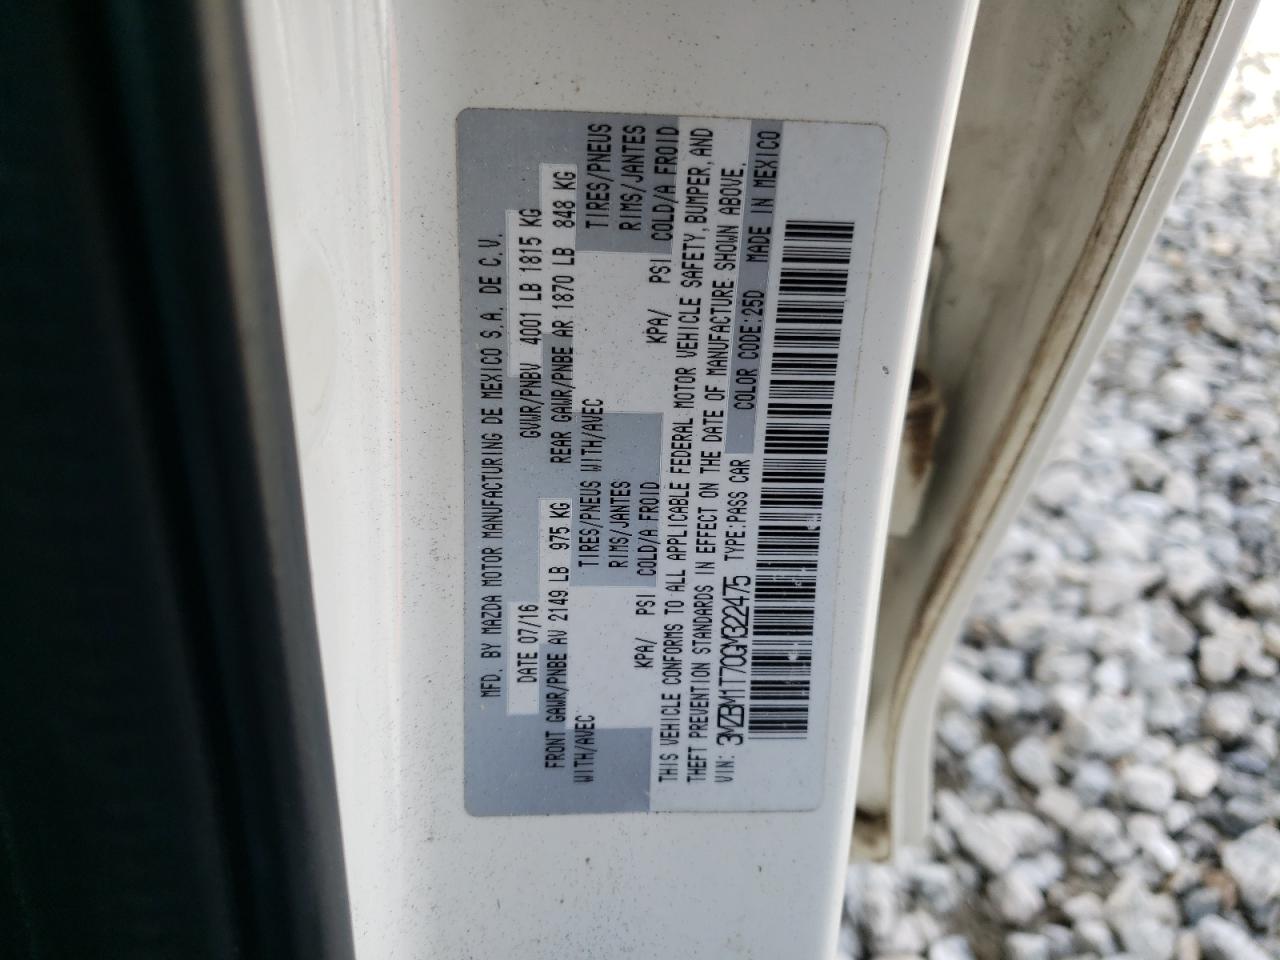 MFD. BY MAZDA MOTOR MANUFACTURING DE MEXICO S.A. DE C.V.
DATE 07/16 GVWR/PNBV 4001 LB 1815 KG
FRONT GAWR/PNBE AV 2149 LB 975 KG REAR GAWR/PNBE AR 1870 LB 848 KG
WITH/AVEC TIRES/PNEUS WITH/AVEC TIRES/PNEUS
RIMS/JANTES RIMS/JANTES
KPA/ PSI COLD/A FROID KPA/ PSI COLD/A FROID
THIS VEHICLE CONFORMS TO ALL APPLICABLE FEDERAL MOTOR VEHICLE SAFETY, BUMPER, AND
THEFT PREVENTION STANDARDS IN EFFECT ON THE DATE OF MANUFACTURE SHOWN ABOVE.
VIN: 3MZBM1T70GM322475 TYPE:PASS CAR COLOR CODE:25D MADE IN MEXICO